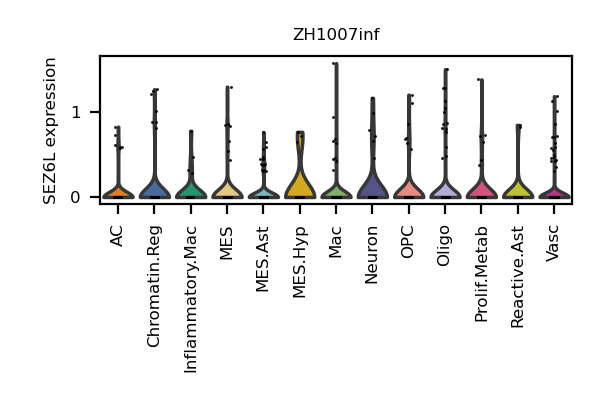 ZH1007inf
SEZ6L expression
1
0
AC
Chromatin.Reg
Inflammatory.Mac
MES
MES.Ast
MES.Hyp
Mac
Neuron
OPC
Oligo
Prolif.Metab
Reactive.Ast
Vasc